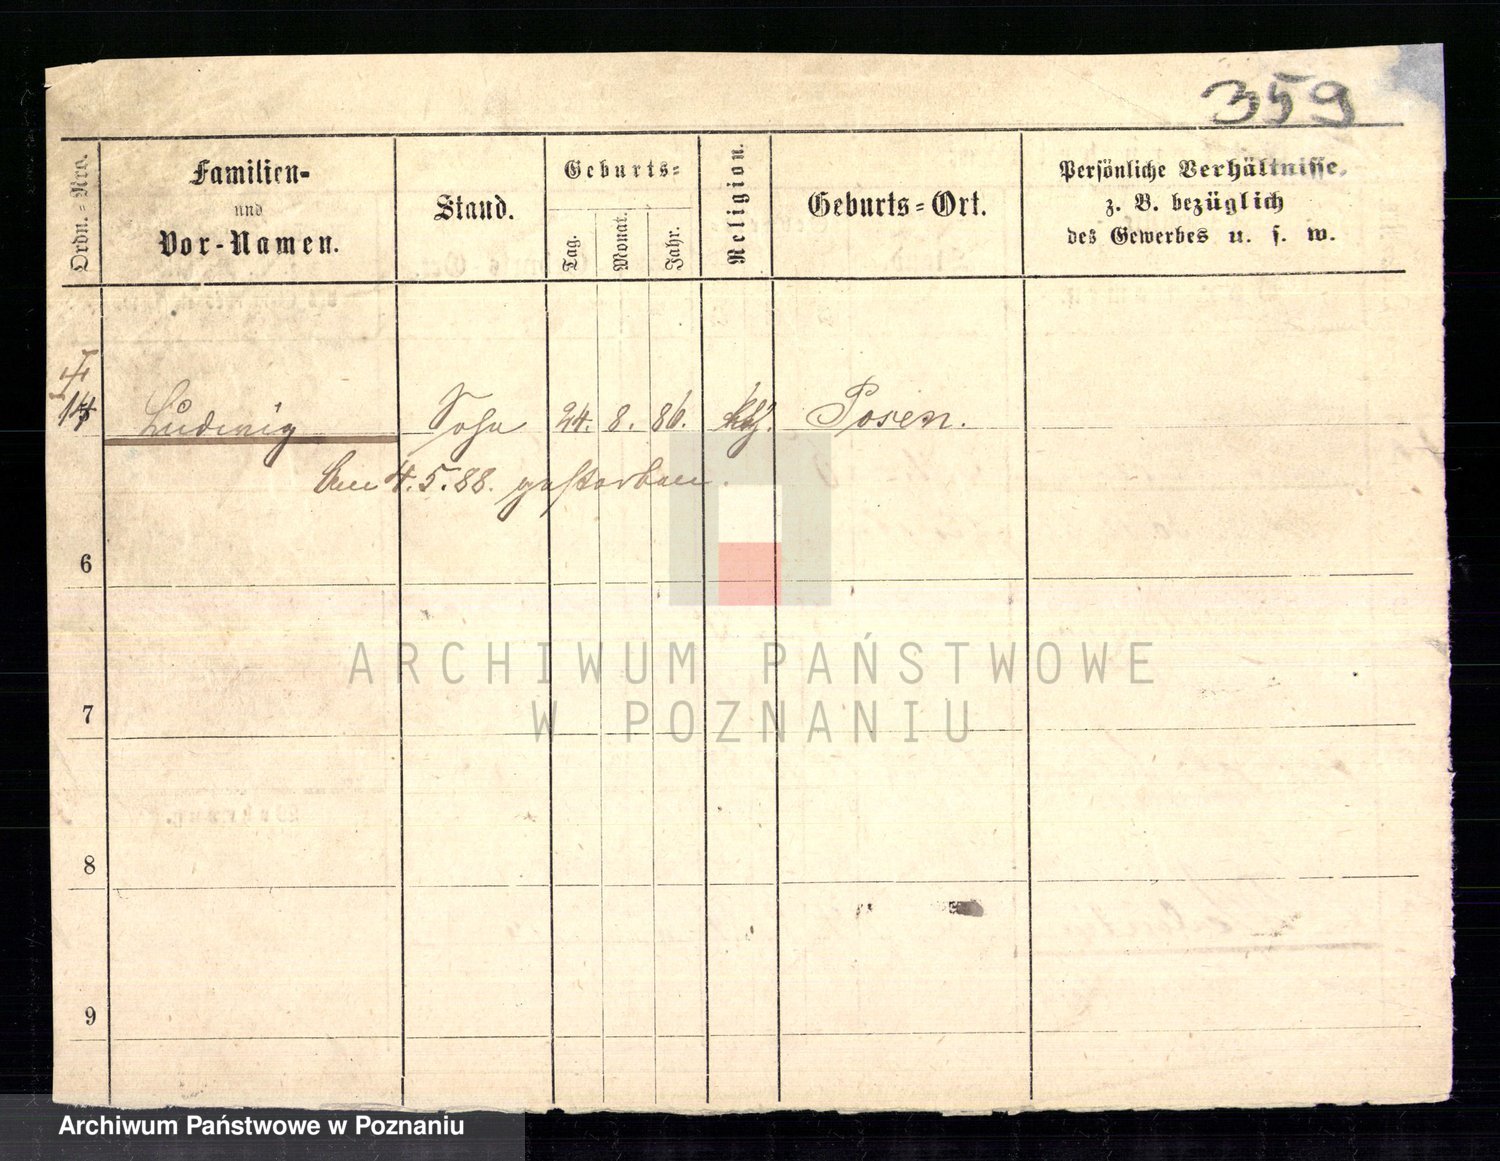 359
Ordn.=Nro.
Familien-
und
Vor-Namen.
Stand.
Geburts=
Tag.
Monat.
Jahr.
Religion.
Geburts=Ort.
Persönliche Verhältnisse,
z. B. bezüglich
des Gewerbes u. s. w.
Ludwig Sohn 24. 8. 86. kth. Posen.
Am 4.5.88. gestorben.
6
7
8
9
ARCHIWUM PAŃSTWOWE
W POZNANIU
Archiwum Państwowe w Poznaniu